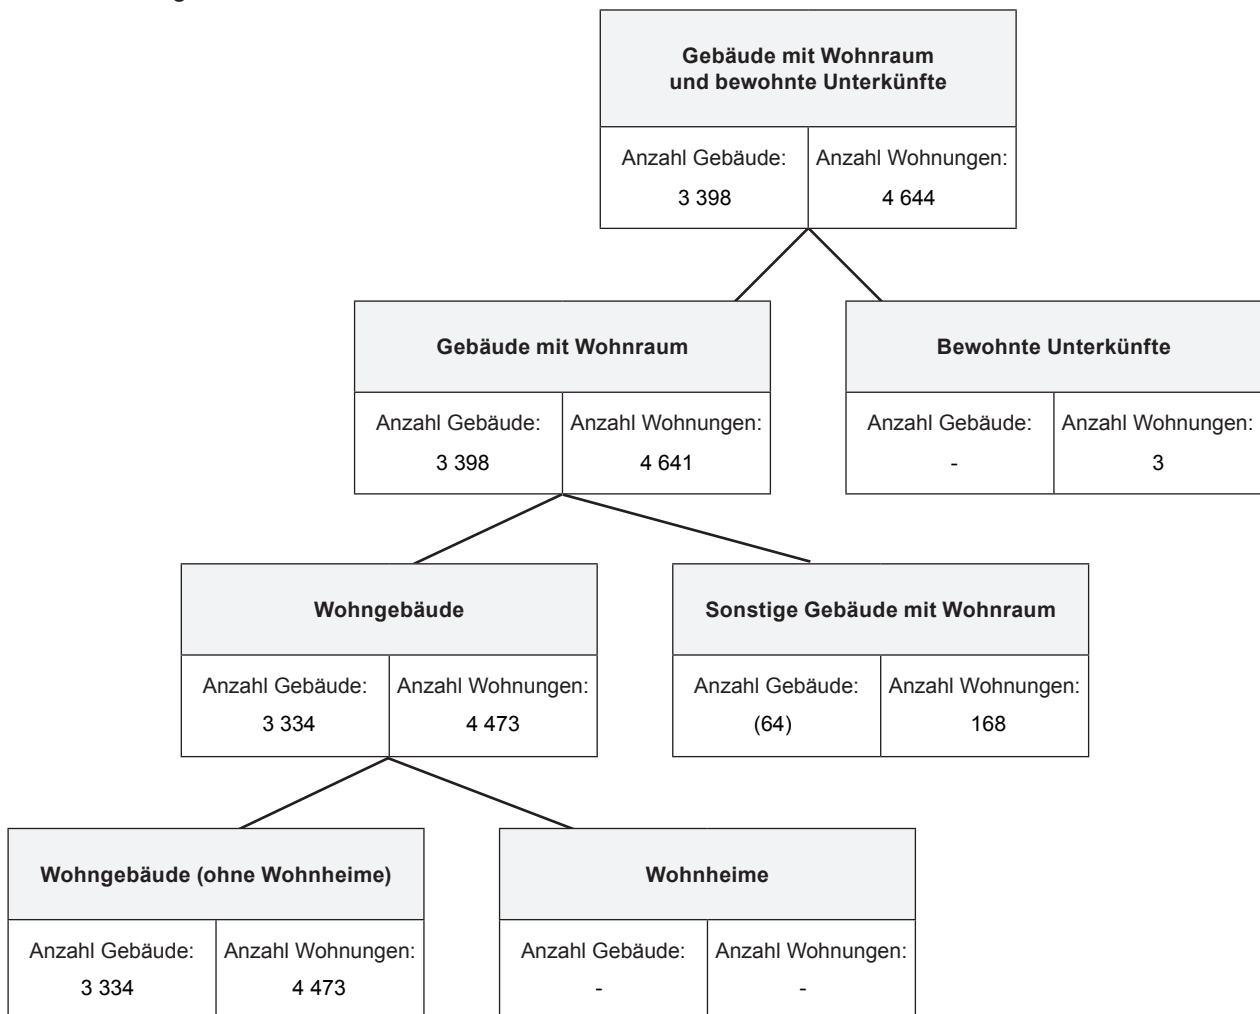 Gebäude mit Wohnraum
und bewohnte Unterkünfte
Anzahl Gebäude: Anzahl Wohnungen:
3 398 4 644
Gebäude mit Wohnraum Bewohnte Unterkünfte
Anzahl Gebäude: Anzahl Wohnungen: Anzahl Gebäude: Anzahl Wohnungen:
3 398 4 641 - 3
Wohngebäude Sonstige Gebäude mit Wohnraum
Anzahl Gebäude: Anzahl Wohnungen: Anzahl Gebäude: Anzahl Wohnungen:
3 334 4 473 (64) 168
Wohngebäude (ohne Wohnheime) Wohnheime
Anzahl Gebäude: Anzahl Wohnungen: Anzahl Gebäude: Anzahl Wohnungen:
3 334 4 473 - -